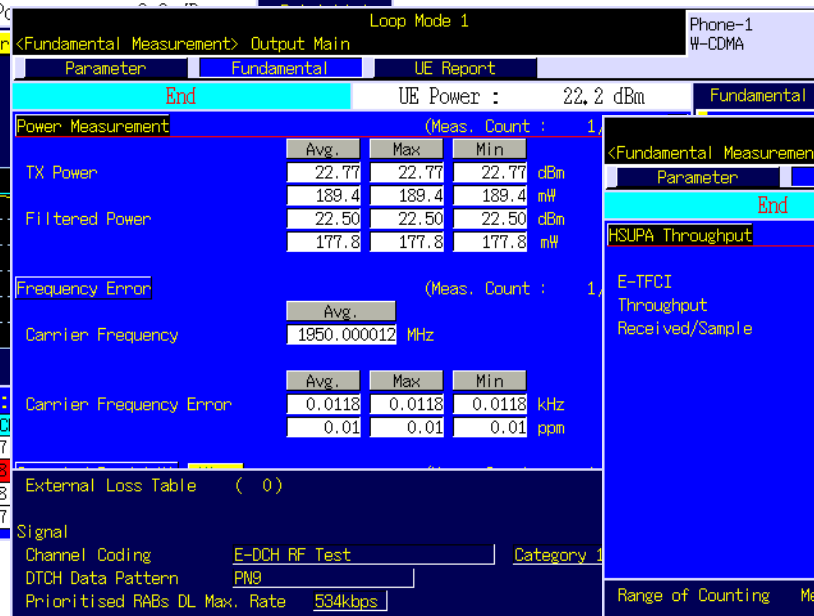 Loop Mode 1
Phone-1
<Fundamental Measurement> Output Main
W-CDMA
Parameter Fundamental UE Report
End UE Power : 22.2 dBm Fundamental
Power Measurement (Meas. Count : 1/
Avg. Max Min
TX Power 22.77 22.77 22.77 dBm
189.4 189.4 189.4 mW
Filtered Power 22.50 22.50 22.50 dBm
177.8 177.8 177.8 mW
Frequency Error (Meas. Count : 1/
Avg.
Carrier Frequency 1950.000012 MHz
Avg. Max Min
Carrier Frequency Error 0.0118 0.0118 0.0118 kHz
0.01 0.01 0.01 ppm
External Loss Table ( 0)
Signal
Channel Coding E-DCH RF Test Category 1
DTCH Data Pattern PN9
Prioritised RABs DL Max. Rate 534kbps
<Fundamental Measuremen
Parameter
End
HSUPA Throughput
E-TFCI
Throughput
Received/Sample
Range of Counting Me